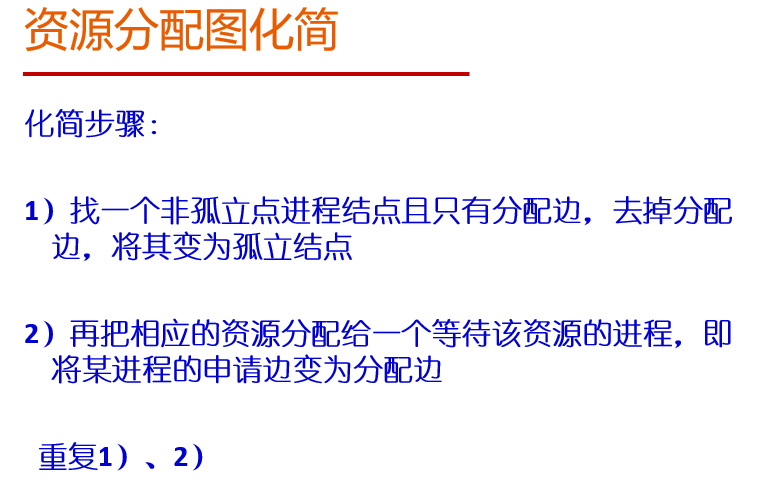 资源分配图化简
化简步骤：
1）找一个非孤立点进程结点且只有分配边，去掉分配
边，将其变为孤立结点
2）再把相应的资源分配给一个等待该资源的进程，即
将某进程的申请边变为分配边
重复1）、2）